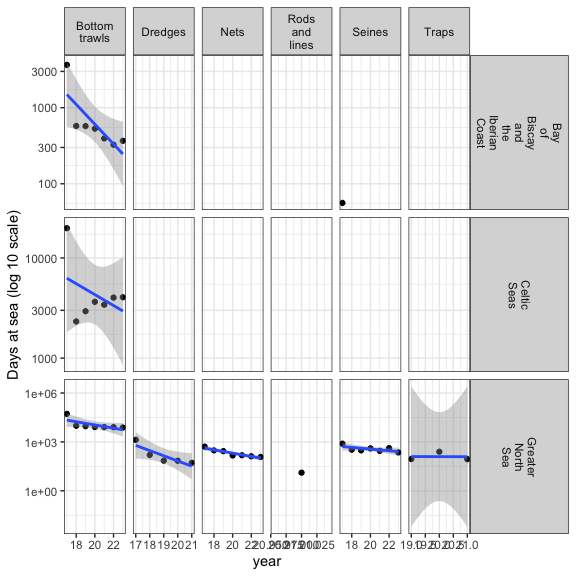 Bottom
trawls
Dredges
Nets
Rods
and
lines
Seines
Traps
3000
1000
300
100
Bay
of
Biscay
and
the
Iberian
Coast
Days at sea (log 10 scale)
10000
3000
1000
Celtic
Seas
1e+06
1e+03
1e+00
Greater
North
Sea
18 20 22
17 18 19 20 21
18 20 22
18 20 22
year